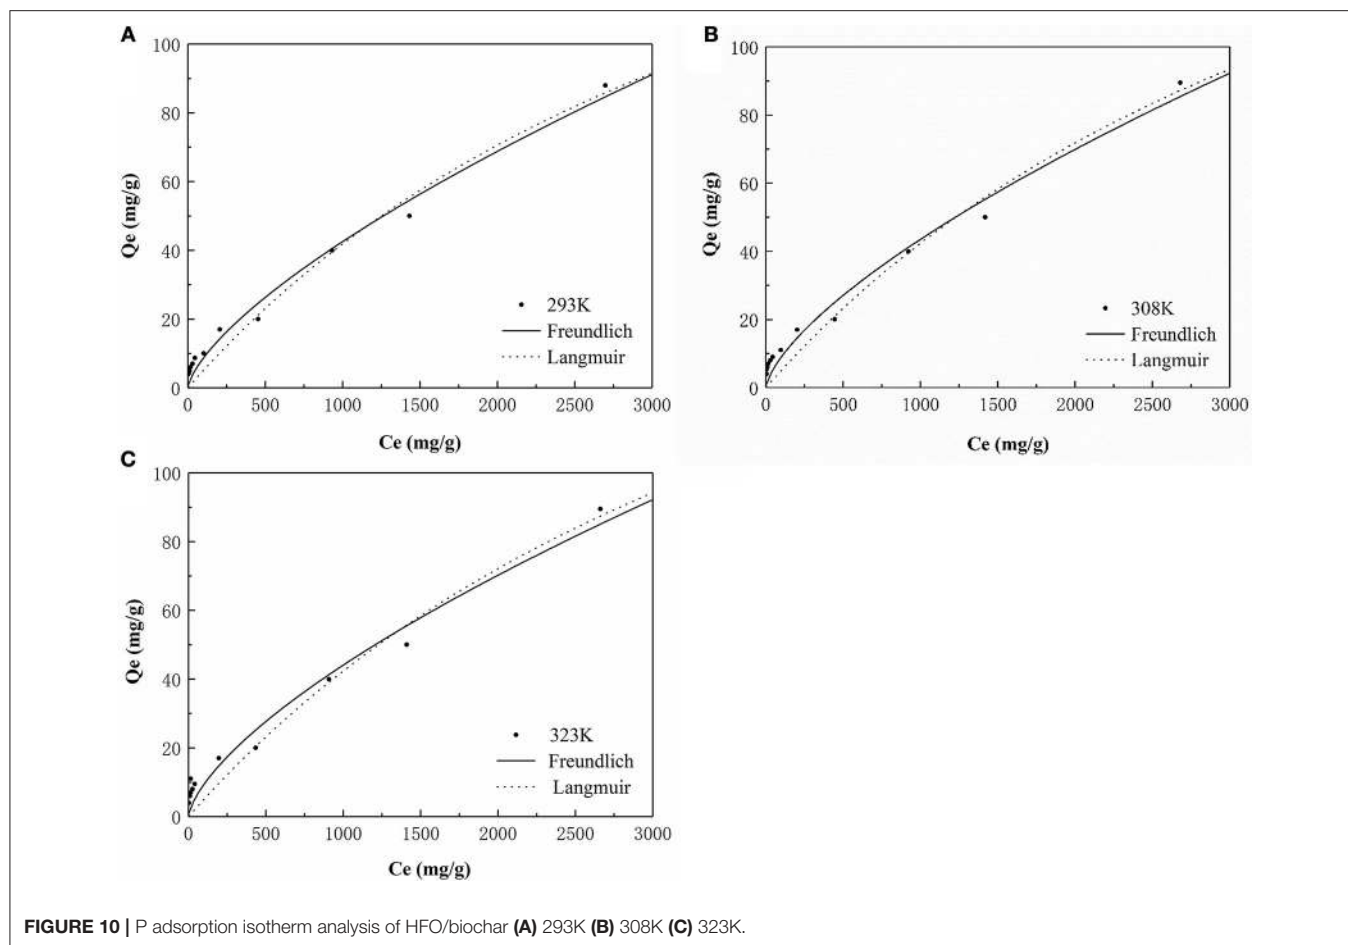 A
100
80
60
40
20
0
Qe (mg/g)
293K
Freundlich
Langmuir
0 500 1000 1500 2000 2500 3000
Ce (mg/g)
B
100
80
60
40
20
0
Qe (mg/g)
308K
Freundlich
Langmuir
0 500 1000 1500 2000 2500 3000
Ce (mg/g)
C
100
80
60
40
20
0
Qe (mg/g)
323K
Freundlich
Langmuir
0 500 1000 1500 2000 2500 3000
Ce (mg/g)
FIGURE 10 | P adsorption isotherm analysis of HFO/biochar (A) 293K (B) 308K (C) 323K.